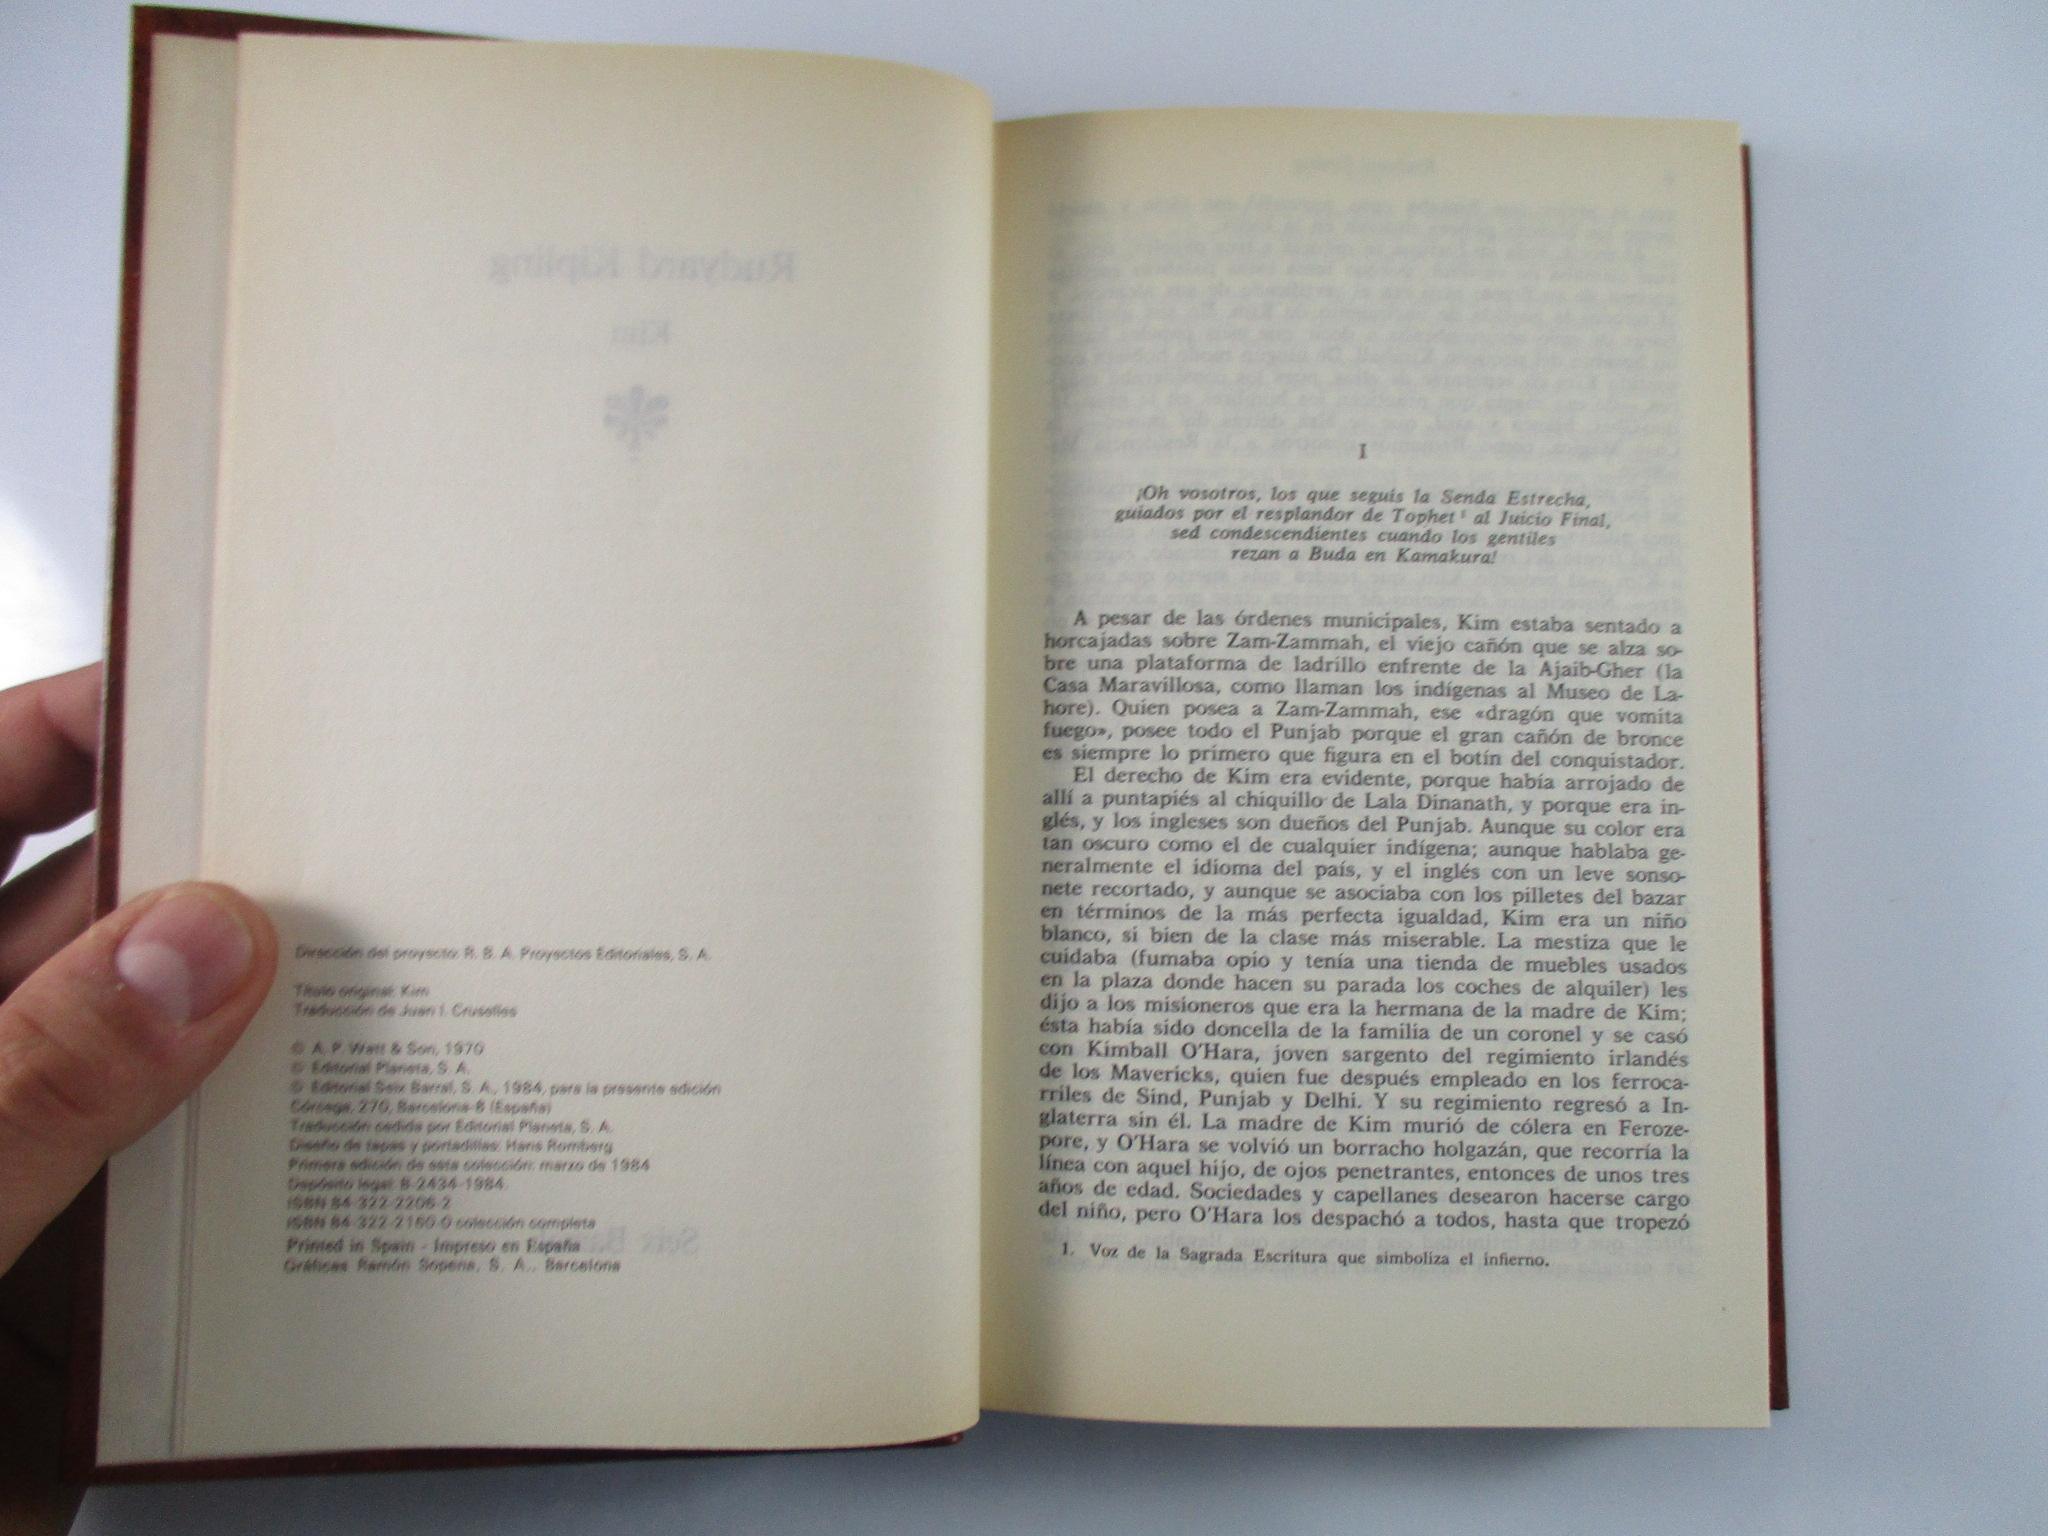 Dirección del proyecto: R. B. A. Proyectos Editoriales, S. A.
Título original: Kim
Traducción de Juan I. Cruselles
© A. P. Watt & Son, 1970
© Editorial Planeta, S. A.
© Editorial Seix Barral, S. A., 1984, para la presente edición
Córcega, 270, Barcelona-8 (España)
Traducción cedida por Editorial Planeta, S. A.
Diseño de tapas y portadillas: Hans Romberg
Primera edición de esta colección: marzo de 1984
Depósito legal: B-2434-1984.
ISBN 84-322-2206-2
ISBN 84-322-2160-0 colección completa
Printed in Spain - Impreso en España
Gráficas Ramón Sopena, S. A., Barcelona
I
¡Oh vosotros, los que seguís la Senda Estrecha,
guiados por el resplandor de Tophet¹ al Juicio Final,
sed condescendientes cuando los gentiles
rezan a Buda en Kamakura!
A pesar de las órdenes municipales, Kim estaba sentado a
horcajadas sobre Zam-Zammah, el viejo cañón que se alza so-
bre una plataforma de ladrillo enfrente de la Ajaib-Gher (la
Casa Maravillosa, como llaman los indígenas al Museo de La-
hore). Quien posea a Zam-Zammah, ese «dragón que vomita
fuego», posee todo el Punjab porque el gran cañón de bronce
es siempre lo primero que figura en el botín del conquistador.
El derecho de Kim era evidente, porque había arrojado de
allí a puntapiés al chiquillo de Lala Dinanath, y porque era in-
glés, y los ingleses son dueños del Punjab. Aunque su color era
tan oscuro como el de cualquier indígena; aunque hablaba ge-
neralmente el idioma del país, y el inglés con un leve sonso-
nete recortado, y aunque se asociaba con los pilletes del bazar
en términos de la más perfecta igualdad, Kim era un niño
blanco, si bien de la clase más miserable. La mestiza que le
cuidaba (fumaba opio y tenía una tienda de muebles usados
en la plaza donde hacen su parada los coches de alquiler) les
dijo a los misioneros que era la hermana de la madre de Kim;
ésta había sido doncella de la familia de un coronel y se casó
con Kimball O'Hara, joven sargento del regimiento irlandés
de los Mavericks, quien fue después empleado en los ferroca-
rriles de Sind, Punjab y Delhi. Y su regimiento regresó a In-
glaterra sin él. La madre de Kim murió de cólera en Feroze-
pore, y O'Hara se volvió un borracho holgazán, que recorría la
línea con aquel hijo, de ojos penetrantes, entonces de unos tres
años de edad. Sociedades y capellanes desearon hacerse cargo
del niño, pero O'Hara los despachó a todos, hasta que tropezó
1. Voz de la Sagrada Escritura que simboliza el infierno.